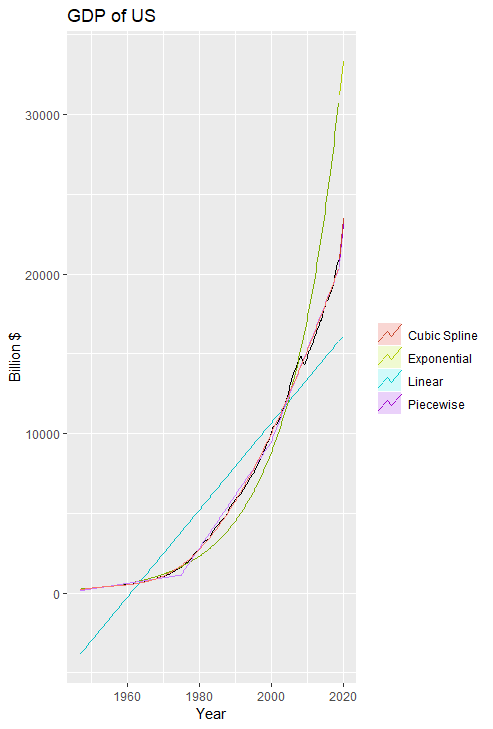 GDP of US
30000
20000
10000
0
Billion $
1960
1980
2000
2020
Year
Cubic Spline
Exponential
Linear
Piecewise